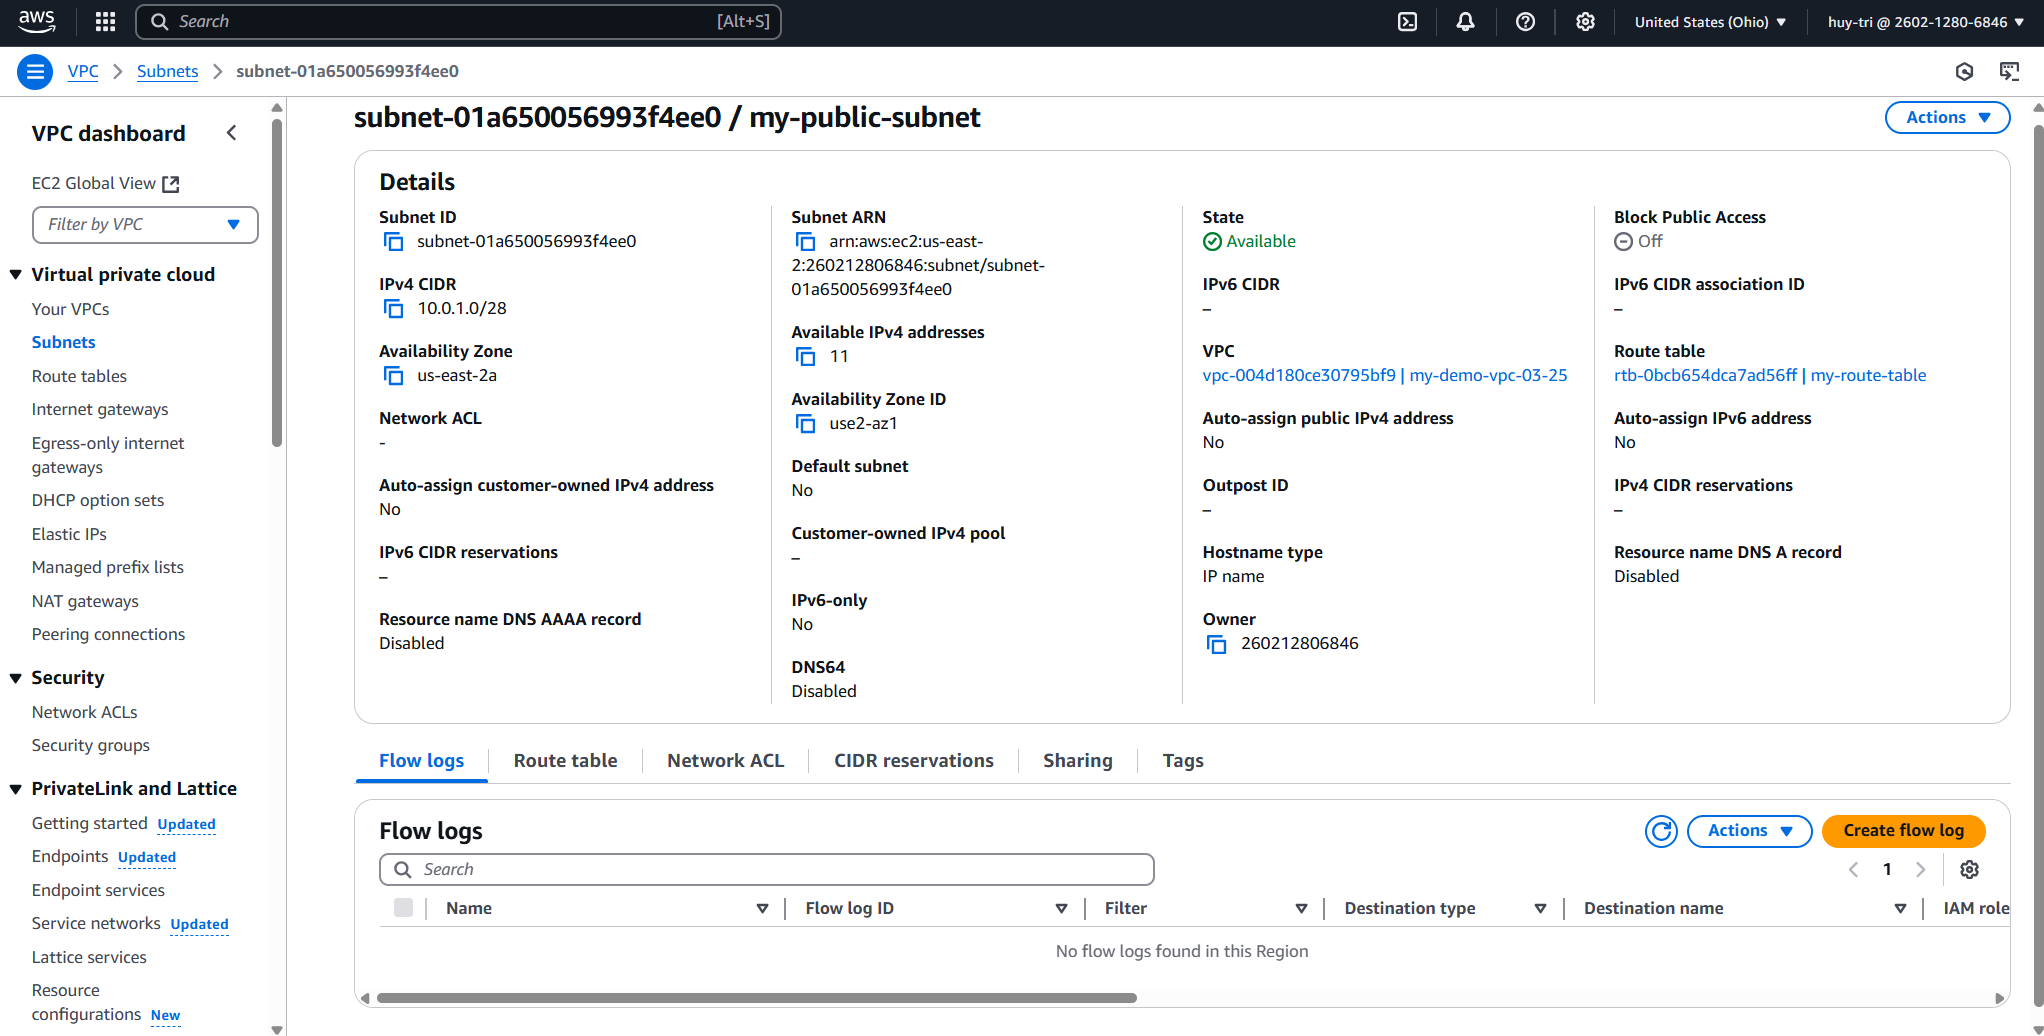 aws
Search [Alt+S]
United States (Ohio)
huy-tri @ 2602-1280-6846
VPC
Subnets
subnet-01a650056993f4ee0
VPC dashboard
EC2 Global View
Filter by VPC
Virtual private cloud
Your VPCs
Subnets
Route tables
Internet gateways
Egress-only internet
gateways
DHCP option sets
Elastic IPs
Managed prefix lists
NAT gateways
Peering connections
Security
Network ACLs
Security groups
PrivateLink and Lattice
Getting started Updated
Endpoints Updated
Endpoint services
Service networks Updated
Lattice services
Resource
configurations New
subnet-01a650056993f4ee0 / my-public-subnet
Actions
Details
Subnet ID
subnet-01a650056993f4ee0
IPv4 CIDR
10.0.1.0/28
Availability Zone
us-east-2a
Network ACL
-
Auto-assign customer-owned IPv4 address
No
IPv6 CIDR reservations
–
Resource name DNS AAAA record
Disabled
Subnet ARN
arn:aws:ec2:us-east-
2:260212806846:subnet/subnet-
01a650056993f4ee0
Available IPv4 addresses
11
Availability Zone ID
use2-az1
Default subnet
No
Customer-owned IPv4 pool
–
IPv6-only
No
DNS64
Disabled
State
Available
IPv6 CIDR
–
VPC
vpc-004d180ce30795bf9 | my-demo-vpc-03-25
Auto-assign public IPv4 address
No
Outpost ID
–
Hostname type
IP name
Owner
260212806846
Block Public Access
Off
IPv6 CIDR association ID
–
Route table
rtb-0bcb654dca7ad56ff | my-route-table
Auto-assign IPv6 address
No
IPv4 CIDR reservations
–
Resource name DNS A record
Disabled
Flow logs
Route table
Network ACL
CIDR reservations
Sharing
Tags
Flow logs
Actions
Create flow log
Search
1
Name
Flow log ID
Filter
Destination type
Destination name
IAM role
No flow logs found in this Region